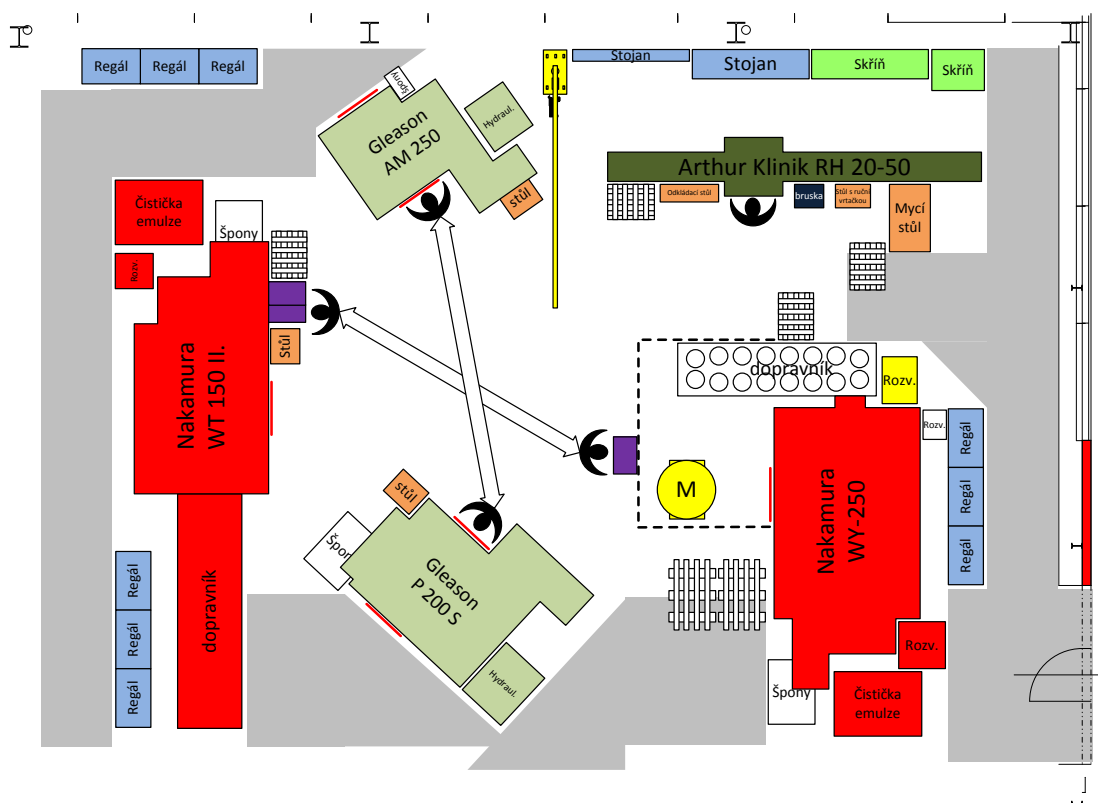 Regál
Regál
Regál
Špony
Gleason
AM 250
Hydraul.
stůl
Stojan
Stojan
Skříň
Skříň
Arthur Klinik RH 20-50
Odkládací stůl
bruska
Stůl s ruční
vrtačkou
Mycí
stůl
Čistička
emulze
Špony
Rozv.
Nakamura
WT 150 II.
Stůl
dopravník
Regál
Regál
Regál
stůl
Špony
Gleason
P 200 S
Hydraul.
dopravník
Rozv.
Rozv.
M
Nakamura
WY-250
Regál
Regál
Regál
Rozv.
Špony
Čistička
emulze